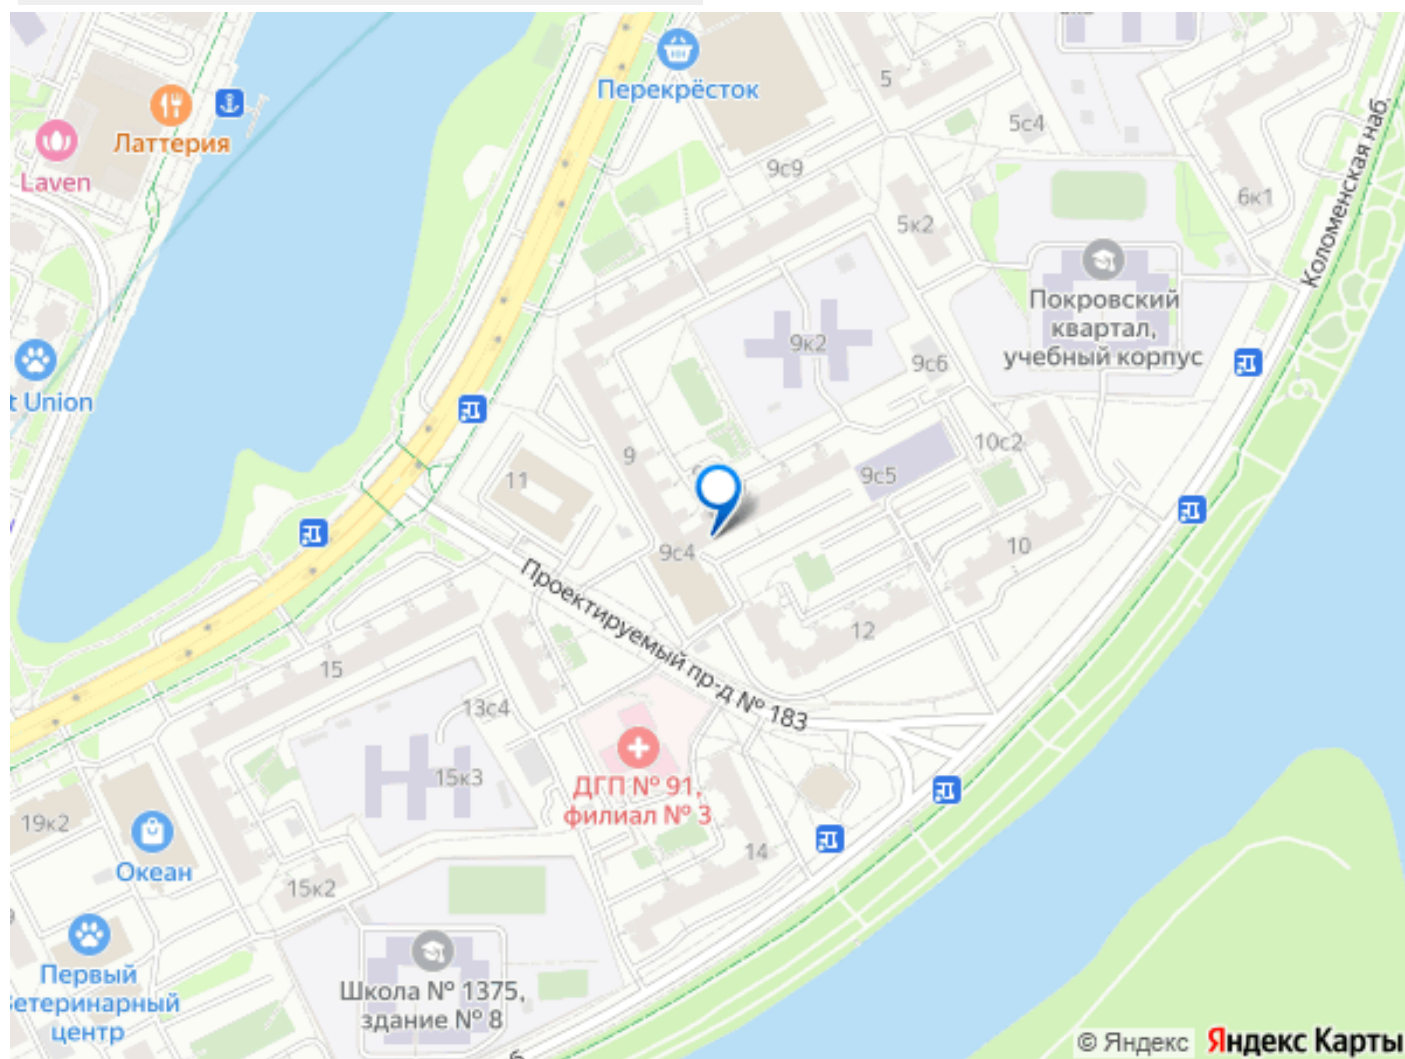 Перекрёсток
5
5с4
Латтерия
Laven
9с9
6к1
5к2
Коломенская наб.
Покровский
квартал,
учебный корпус
9к2
9с6
t Union
10с2
9
11
9с5
9с4
10
Проектируемый пр-д № 183
12
15
13с4
15к3
ДГП № 91,
филиал № 3
19к2
Океан
14
15к2
Первый
ветеринарный
центр
Школа № 1375,
здание № 8
© Яндекс Яндекс Карты